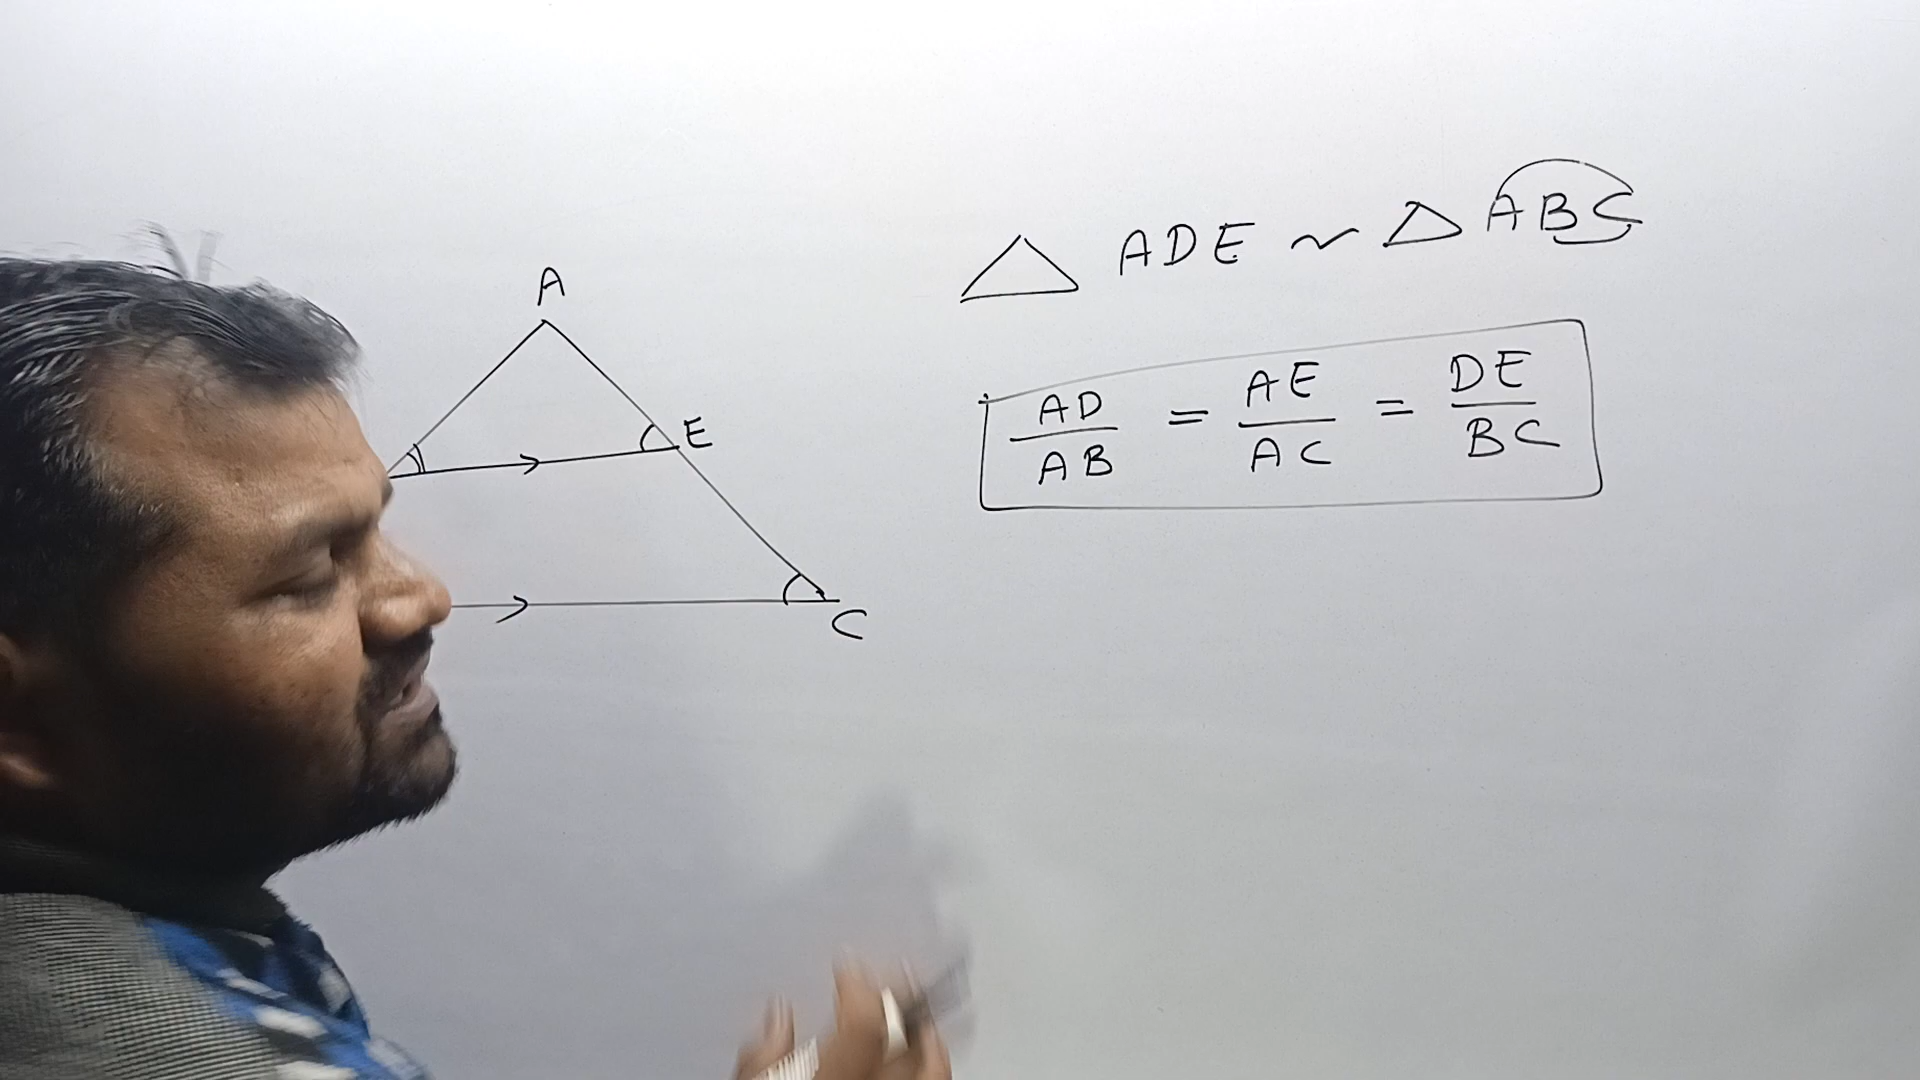 A
E
C
△ ADE ~ △ ABC
AD/AB = AE/AC = DE/BC